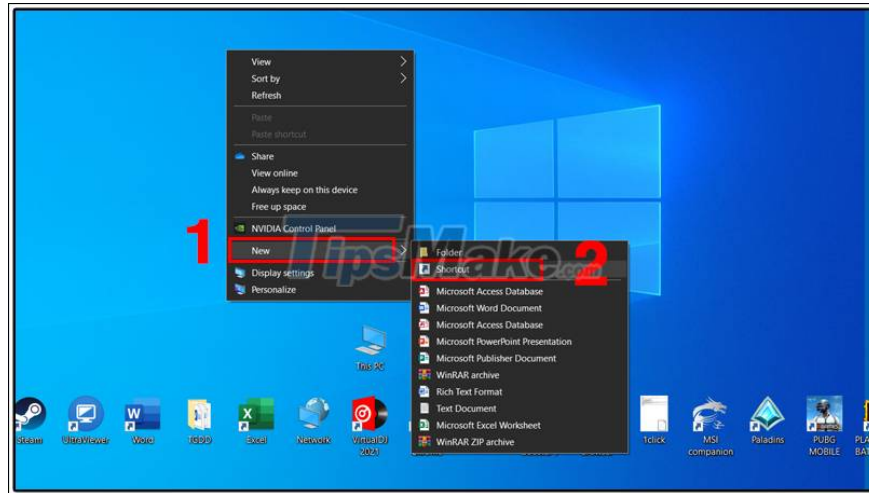 View
Sort by
Refresh
Paste
Paste shortcut
Share
View online
Always keep on this device
Free up space
NVIDIA Control Panel
1
New
Display settings
Personalize
Folder
Shortcut
2
Microsoft Access Database
Microsoft Word Document
Microsoft Access Database
Microsoft PowerPoint Presentation
Microsoft Publisher Document
WinRAR archive
Rich Text Format
Text Document
Microsoft Excel Worksheet
WinRAR ZIP archive
TipsMake.com
This PC
Steam
UltraViewer
Word
TGDD
Excel
Network
VirtualDJ
2021
1click
MSI
companion
Paladins
PUBG
MOBILE